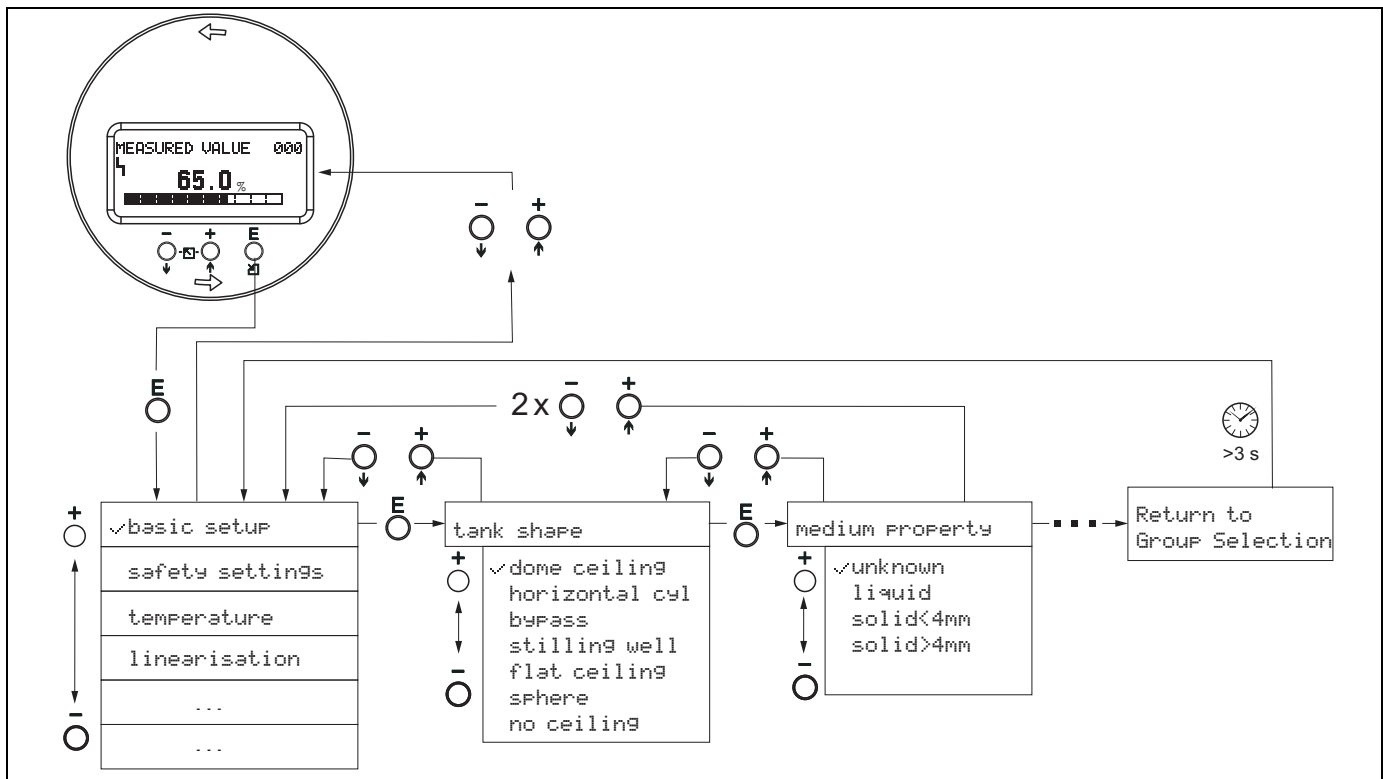 MEASURED VALUE 000
65.0 %
- + E
- +
E
2x - +
- +
- +
>3 s
+
✓basic setup
safety settings
temperature
linearisation
...
...
-
E
tank shape
+
✓dome ceiling
horizontal cyl
bypass
stilling well
flat ceiling
sphere
no ceiling
-
E
medium property
+
✓unknown
liquid
solid<4mm
solid>4mm
-
Return to
Group Selection